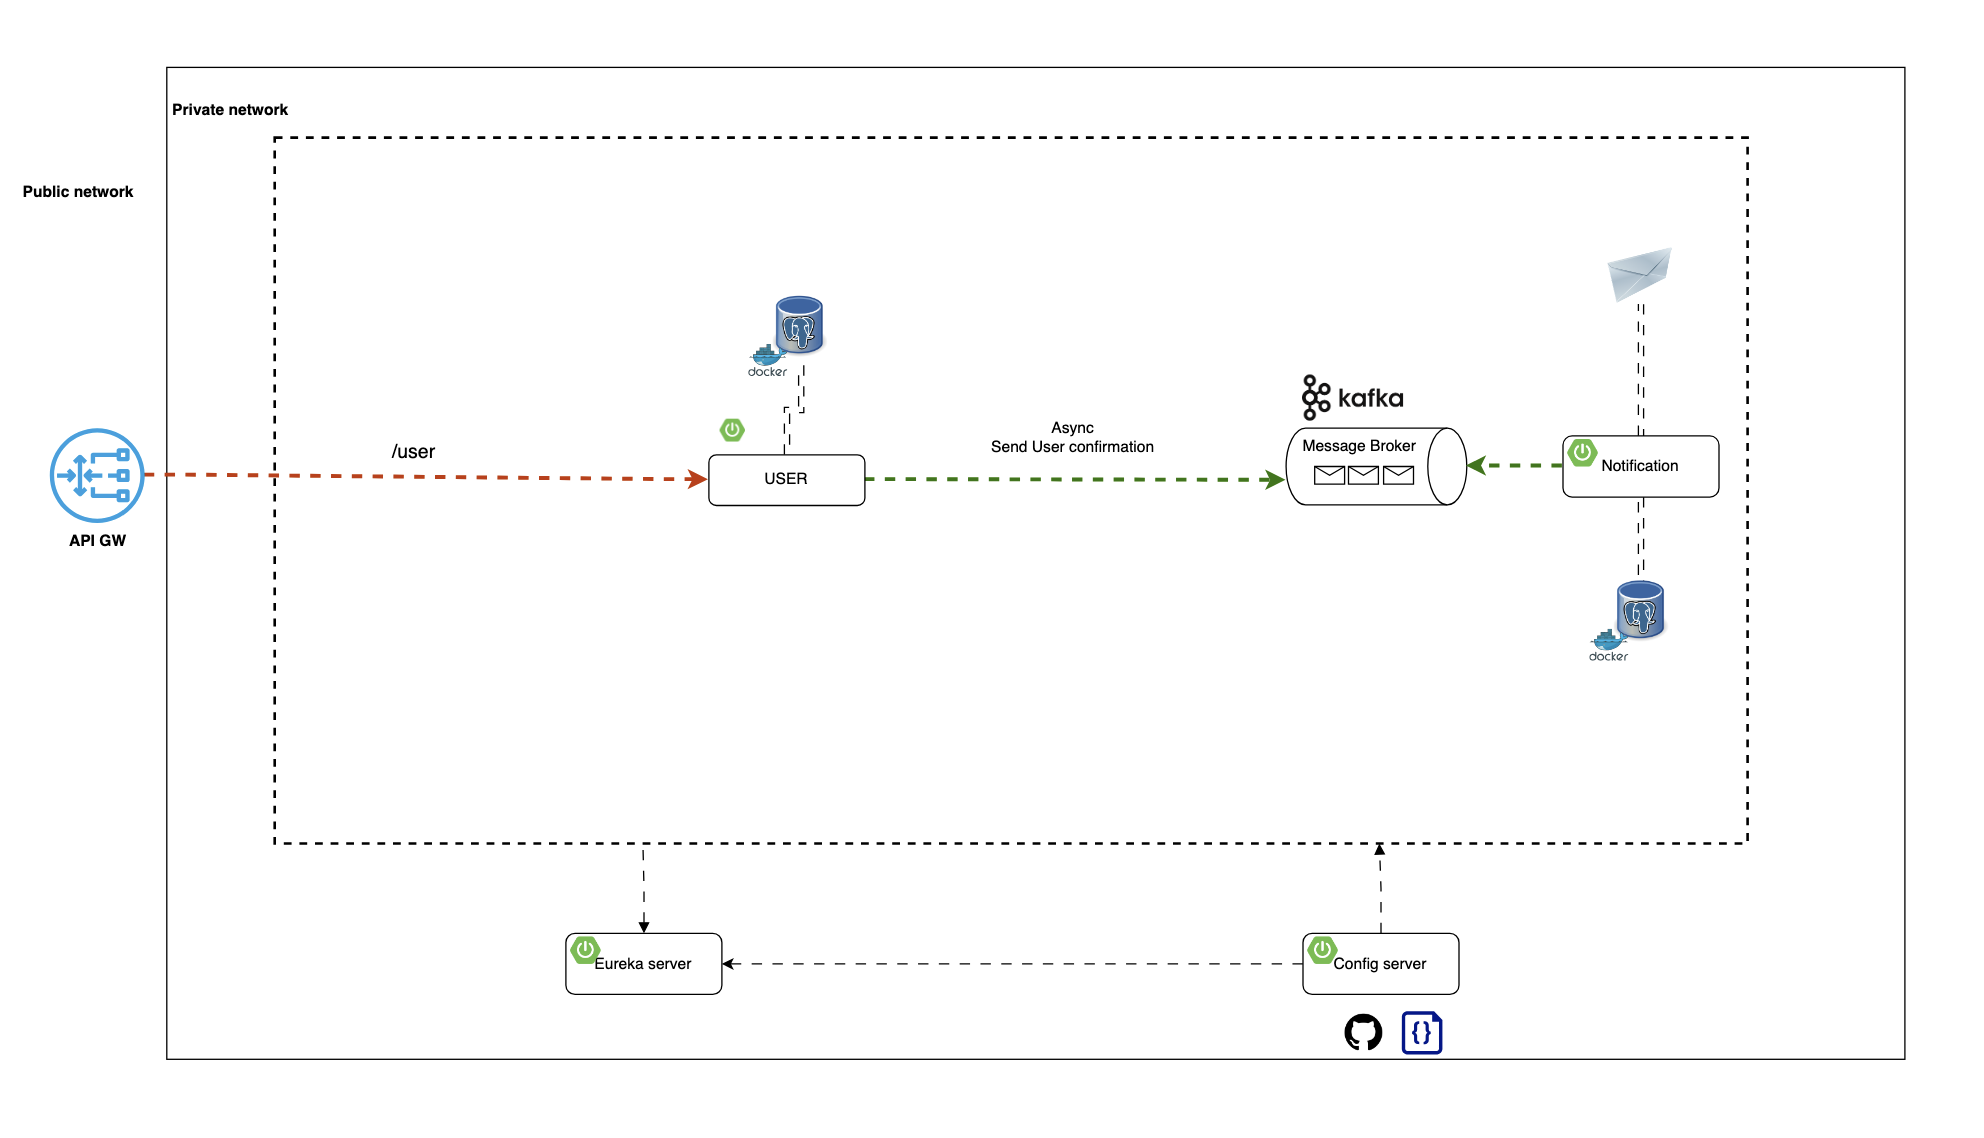 Private network
Public network
docker
kafka
/user
Async
Send User confirmation
Message Broker
USER
Notification
API GW
docker
Eureka server
Config server
{}